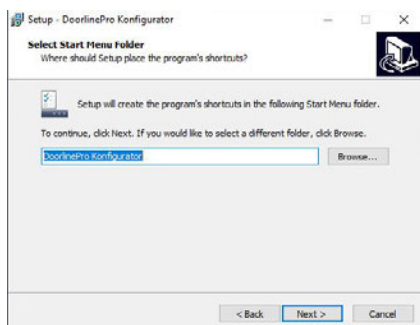 Setup - DoorlinePro Konfigurator
Select Start Menu Folder
Where should Setup place the program's shortcuts?
Setup will create the program's shortcuts in the following Start Menu folder.
To continue, click Next. If you would like to select a different folder, click Browse.
DoorlinePro Konfigurator
Browse...
< Back
Next >
Cancel